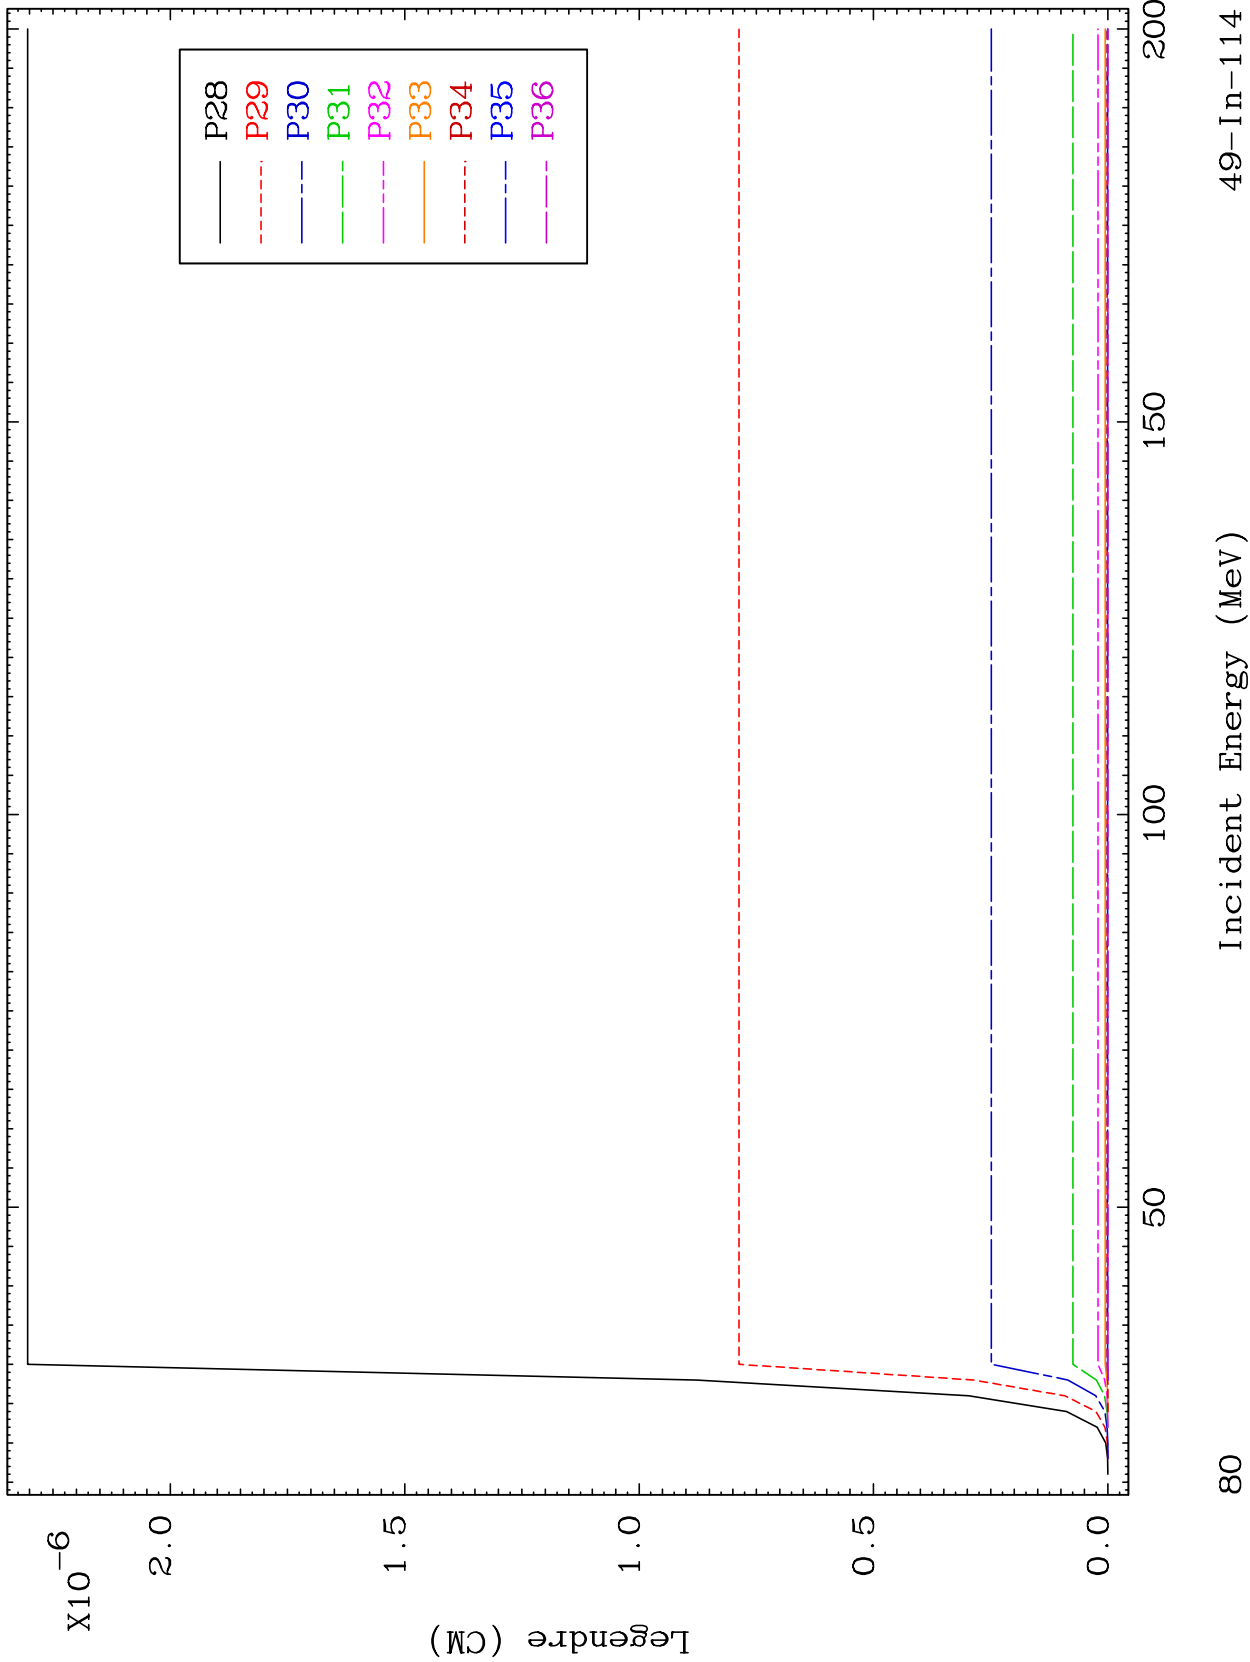 X10-6
2.0
1.5
1.0
0.5
0.0
Legendre (CM)
P28
P29
P30
P31
P32
P33
P34
P35
P36
50
100
150
200
Incident Energy (MeV)
80
49-In-114